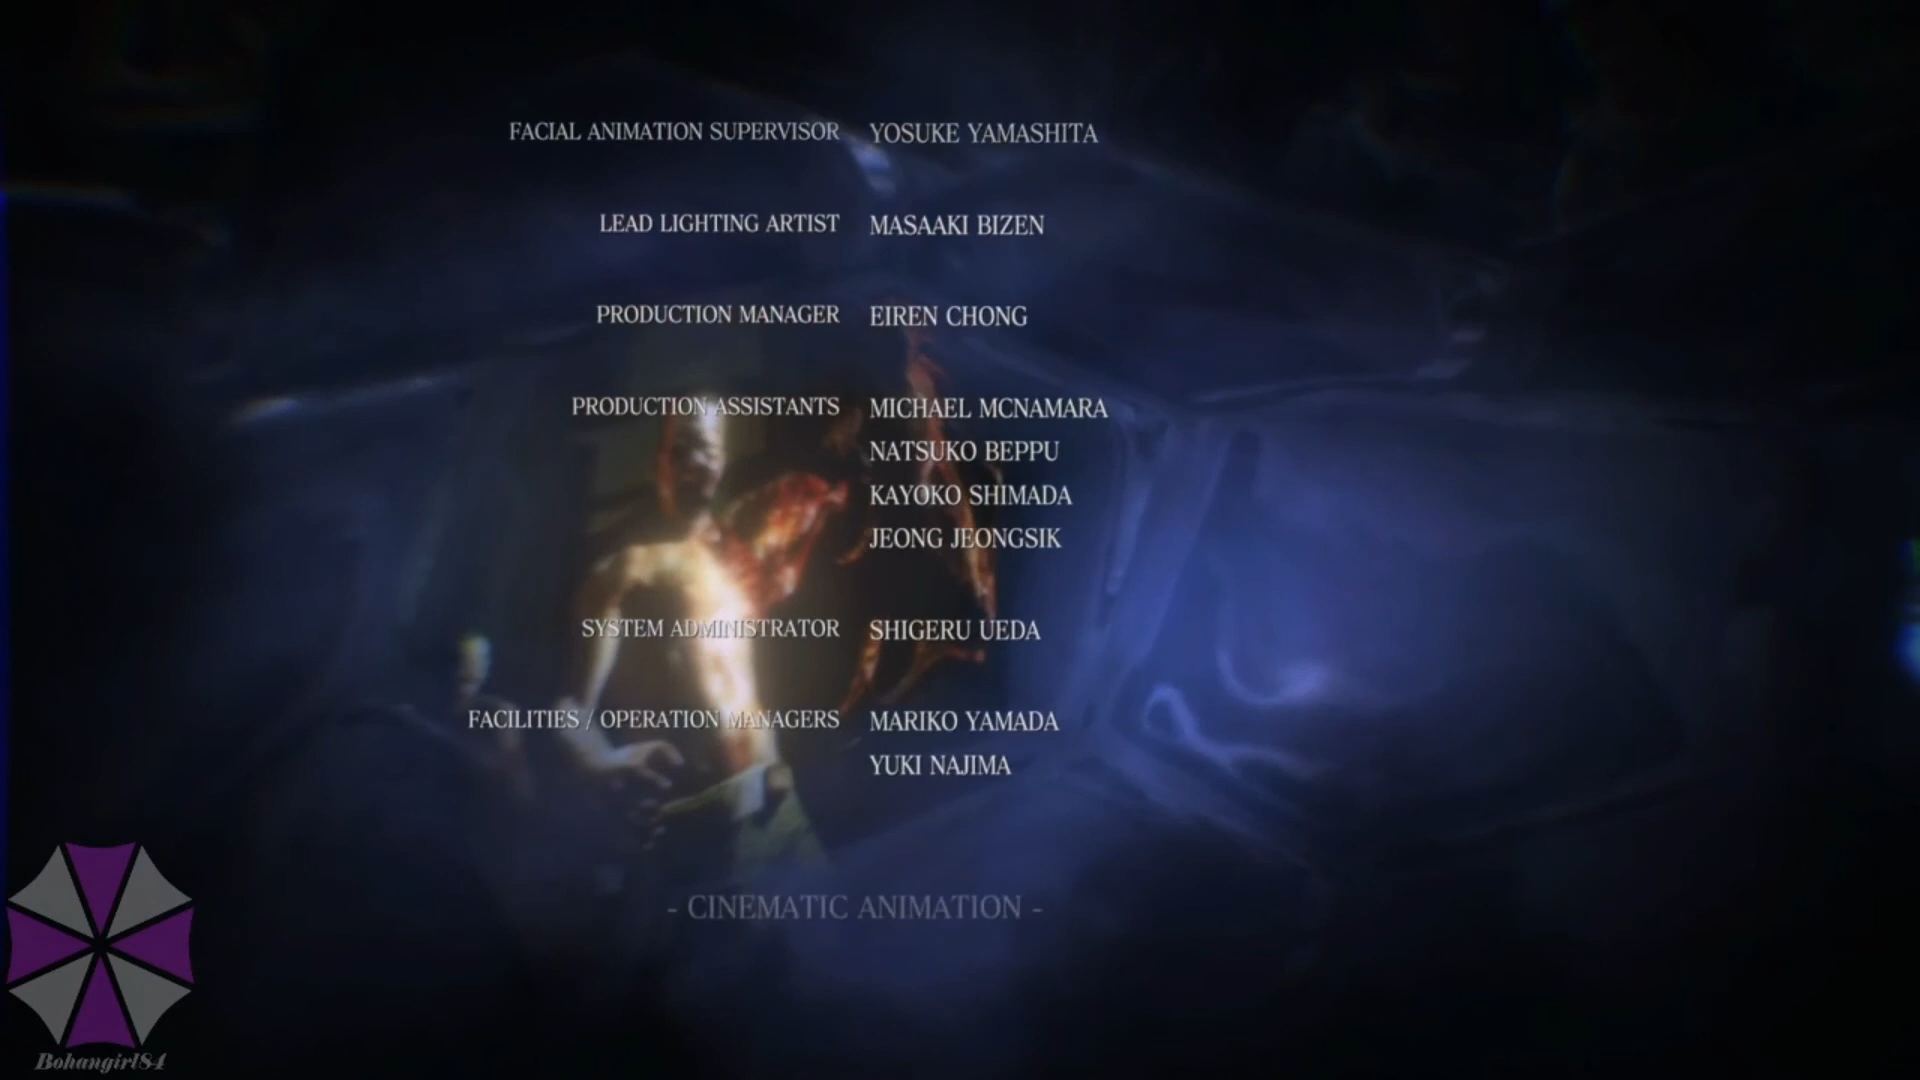 FACIAL ANIMATION SUPERVISOR YOSUKE YAMASHITA
LEAD LIGHTING ARTIST MASAAKI BIZEN
PRODUCTION MANAGER EIREN CHONG
PRODUCTION ASSISTANTS MICHAEL MCNAMARA
NATSUKO BEPPU
KAYOKO SHIMADA
JEONG JEONGSIK
SYSTEM ADMINISTRATOR SHIGERU UEDA
FACILITIES / OPERATION MANAGERS MARIKO YAMADA
YUKI NAJIMA
- CINEMATIC ANIMATION -
Bohangirl84